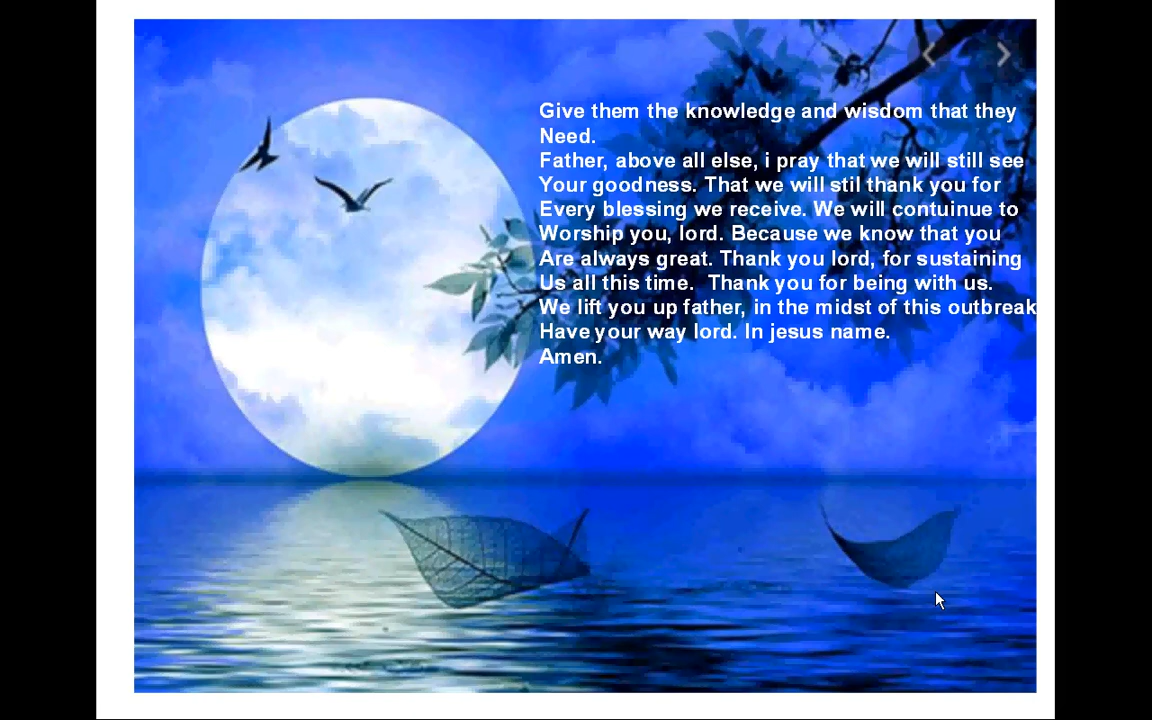 Give them the knowledge and wisdom that they
Need.
Father, above all else, i pray that we will still see
Your goodness. That we will stil thank you for
Every blessing we receive. We will contuinue to
Worship you, lord. Because we know that you
Are always great. Thank you lord, for sustaining
Us all this time.  Thank you for being with us.
We lift you up father, in the midst of this outbreak
Have your way lord. In jesus name.
Amen.